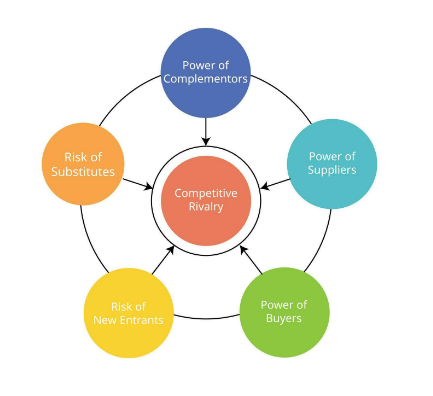 Power of
Complementors
Risk of
Substitutes
Power of
Suppliers
Competitive
Rivalry
Risk of
New Entrants
Power of
Buyers